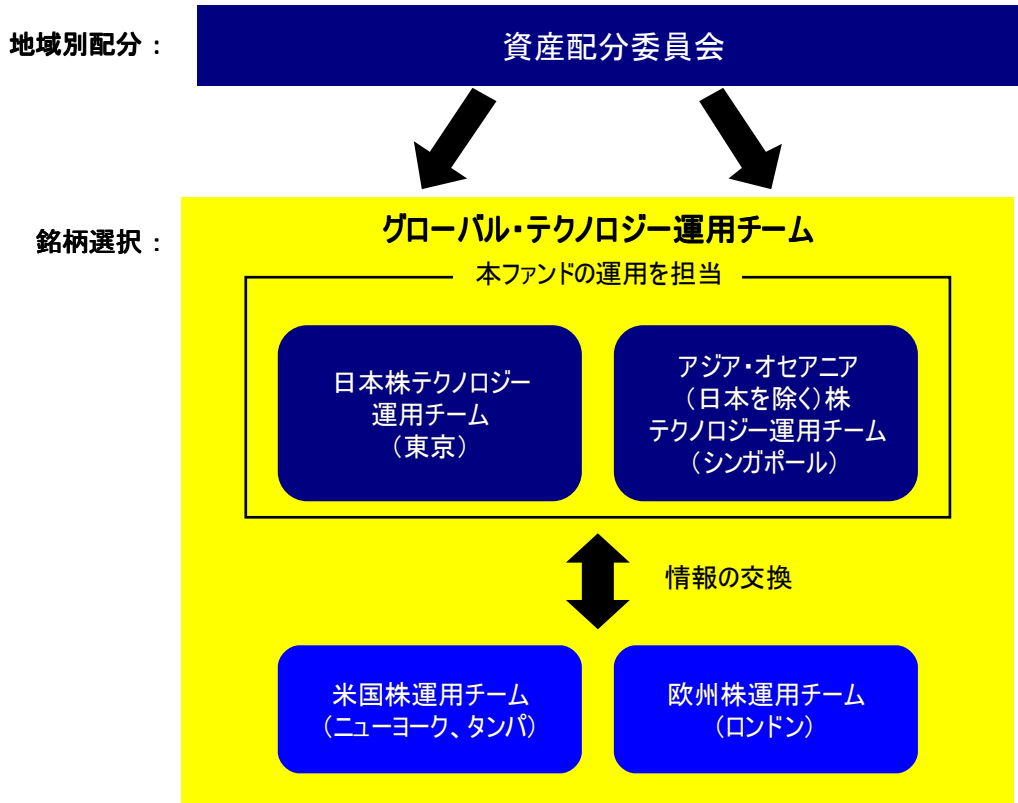 地域別配分：
資産配分委員会
銘柄選択：
グローバル・テクノロジー運用チーム
本ファンドの運用を担当
日本株テクノロジー
運用チーム
（東京）
アジア・オセアニア
（日本を除く）株
テクノロジー運用チーム
（シンガポール）
情報の交換
米国株運用チーム
（ニューヨーク、タンパ）
欧州株運用チーム
（ロンドン）